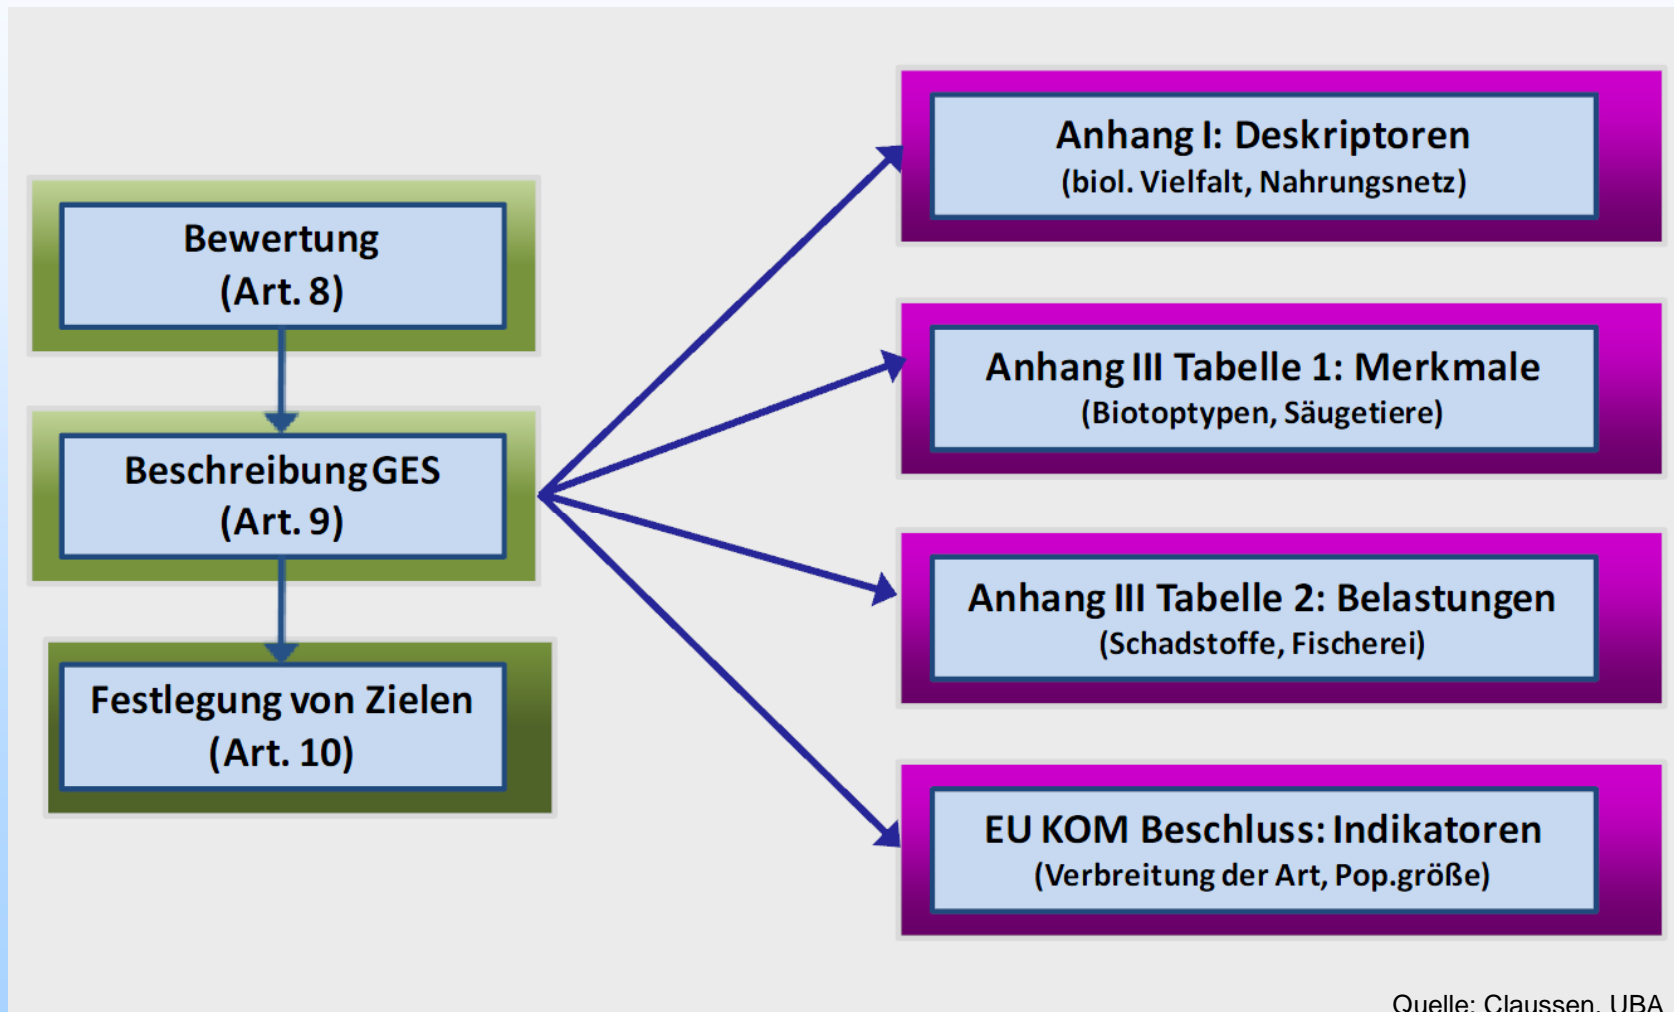 Bewertung
(Art. 8)
Beschreibung GES
(Art. 9)
Festlegung von Zielen
(Art. 10)
Anhang I: Deskriptoren
(biol. Vielfalt, Nahrungsnetz)
Anhang III Tabelle 1: Merkmale
(Biotoptypen, Säugetiere)
Anhang III Tabelle 2: Belastungen
(Schadstoffe, Fischerei)
EU KOM Beschluss: Indikatoren
(Verbreitung der Art, Pop.größe)
Quelle: Claussen, UBA